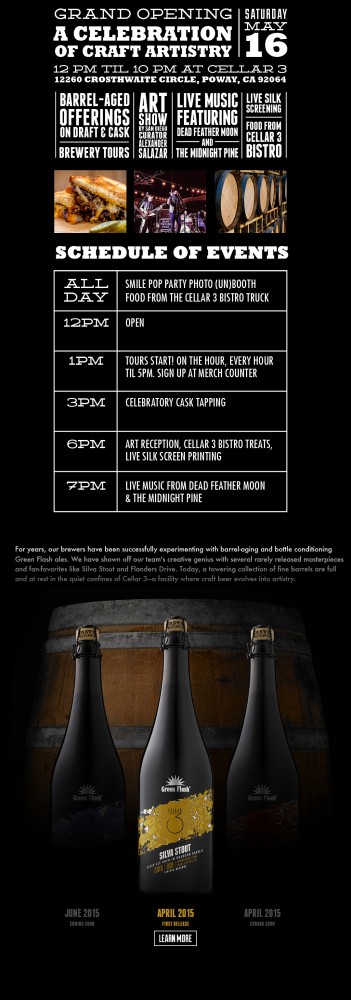 GRAND OPENING
A CELEBRATION
OF CRAFT ARTISTRY
SATURDAY
MAY
16
12 PM TIL 10 PM AT CELLAR 3
12260 CROSTHWAITE CIRCLE, POWAY, CA 92064
BARREL-AGED
OFFERINGS
ON DRAFT & CASK
BREWERY TOURS
ART
SHOW
BY SAN DIEGO
CURATOR
ALEXANDER
SALAZAR
LIVE MUSIC
FEATURING
DEAD FEATHER MOON
AND
THE MIDNIGHT PINE
LIVE SILK
SCREENING
FOOD FROM
CELLAR 3
BISTRO
SCHEDULE OF EVENTS
ALL
DAY
SMILE POP PARTY PHOTO (UN)BOOTH
FOOD FROM THE CELLAR 3 BISTRO TRUCK
12PM
OPEN
1PM
TOURS START! ON THE HOUR, EVERY HOUR
TIL 5PM. SIGN UP AT MERCH COUNTER
3PM
CELEBRATORY CASK TAPPING
6PM
ART RECEPTION, CELLAR 3 BISTRO TREATS,
LIVE SILK SCREEN PRINTING
7PM
LIVE MUSIC FROM DEAD FEATHER MOON
& THE MIDNIGHT PINE
For years, our brewers have been successfully experimenting with barrel-aging and bottle conditioning
Green Flash ales. We have shown off our team's creative genius with several rarely released masterpieces
and fan-favorites like Silva Stout and Flanders Drive. Today, a towering collection of fine barrels are full
and at rest in the quiet confines of Cellar 3—a facility where craft beer evolves into artistry.
Green Flash
Green Flash
Green Flash
CELLAR
3
SILVA STOUT
JUNE 2015
COMING SOON
APRIL 2015
FIRST RELEASE
APRIL 2015
COMING SOON
LEARN MORE